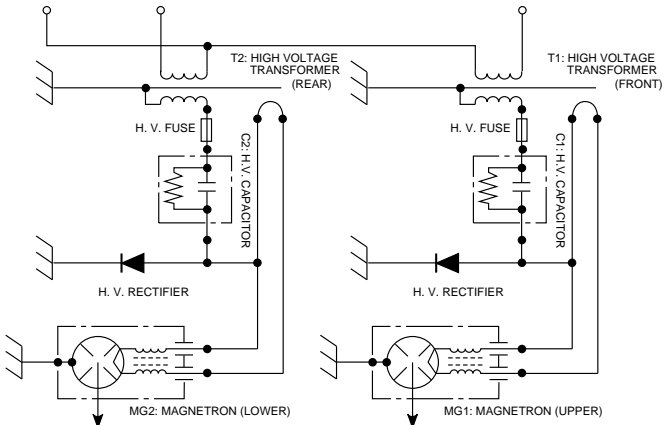 T2: HIGH VOLTAGE
TRANSFORMER
(REAR)
T1: HIGH VOLTAGE
TRANSFORMER
(FRONT)
H. V. FUSE
C2: H.V. CAPACITOR
H. V. FUSE
C1: H.V. CAPACITOR
H. V. RECTIFIER
H. V. RECTIFIER
MG2: MAGNETRON (LOWER)
MG1: MAGNETRON (UPPER)